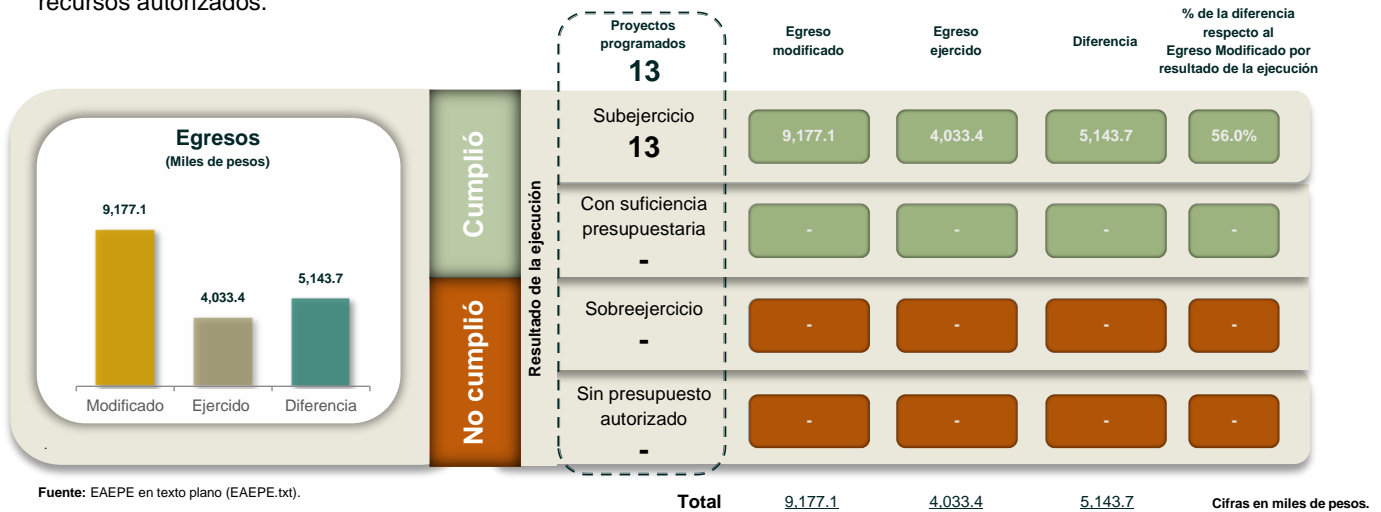 recursos autorizados.
Proyectos
programados
13
Egreso
modificado
Egreso
ejercido
Diferencia
% de la diferencia
respecto al
Egreso Modificado por
resultado de la ejecución
Egresos
(Miles de pesos)
9,177.1
4,033.4
5,143.7
Modificado
Ejercido
Diferencia
.
Cumplió
No cumplió
Resultado de la ejecución
Subejercicio
13
9,177.1
4,033.4
5,143.7
56.0%
Con suficiencia
presupuestaria
-
-
-
-
-
Sobreejercicio
-
-
-
-
-
Sin presupuesto
autorizado
-
-
-
-
-
Fuente: EAEPE en texto plano (EAEPE.txt).
Total
9,177.1
4,033.4
5,143.7
Cifras en miles de pesos.